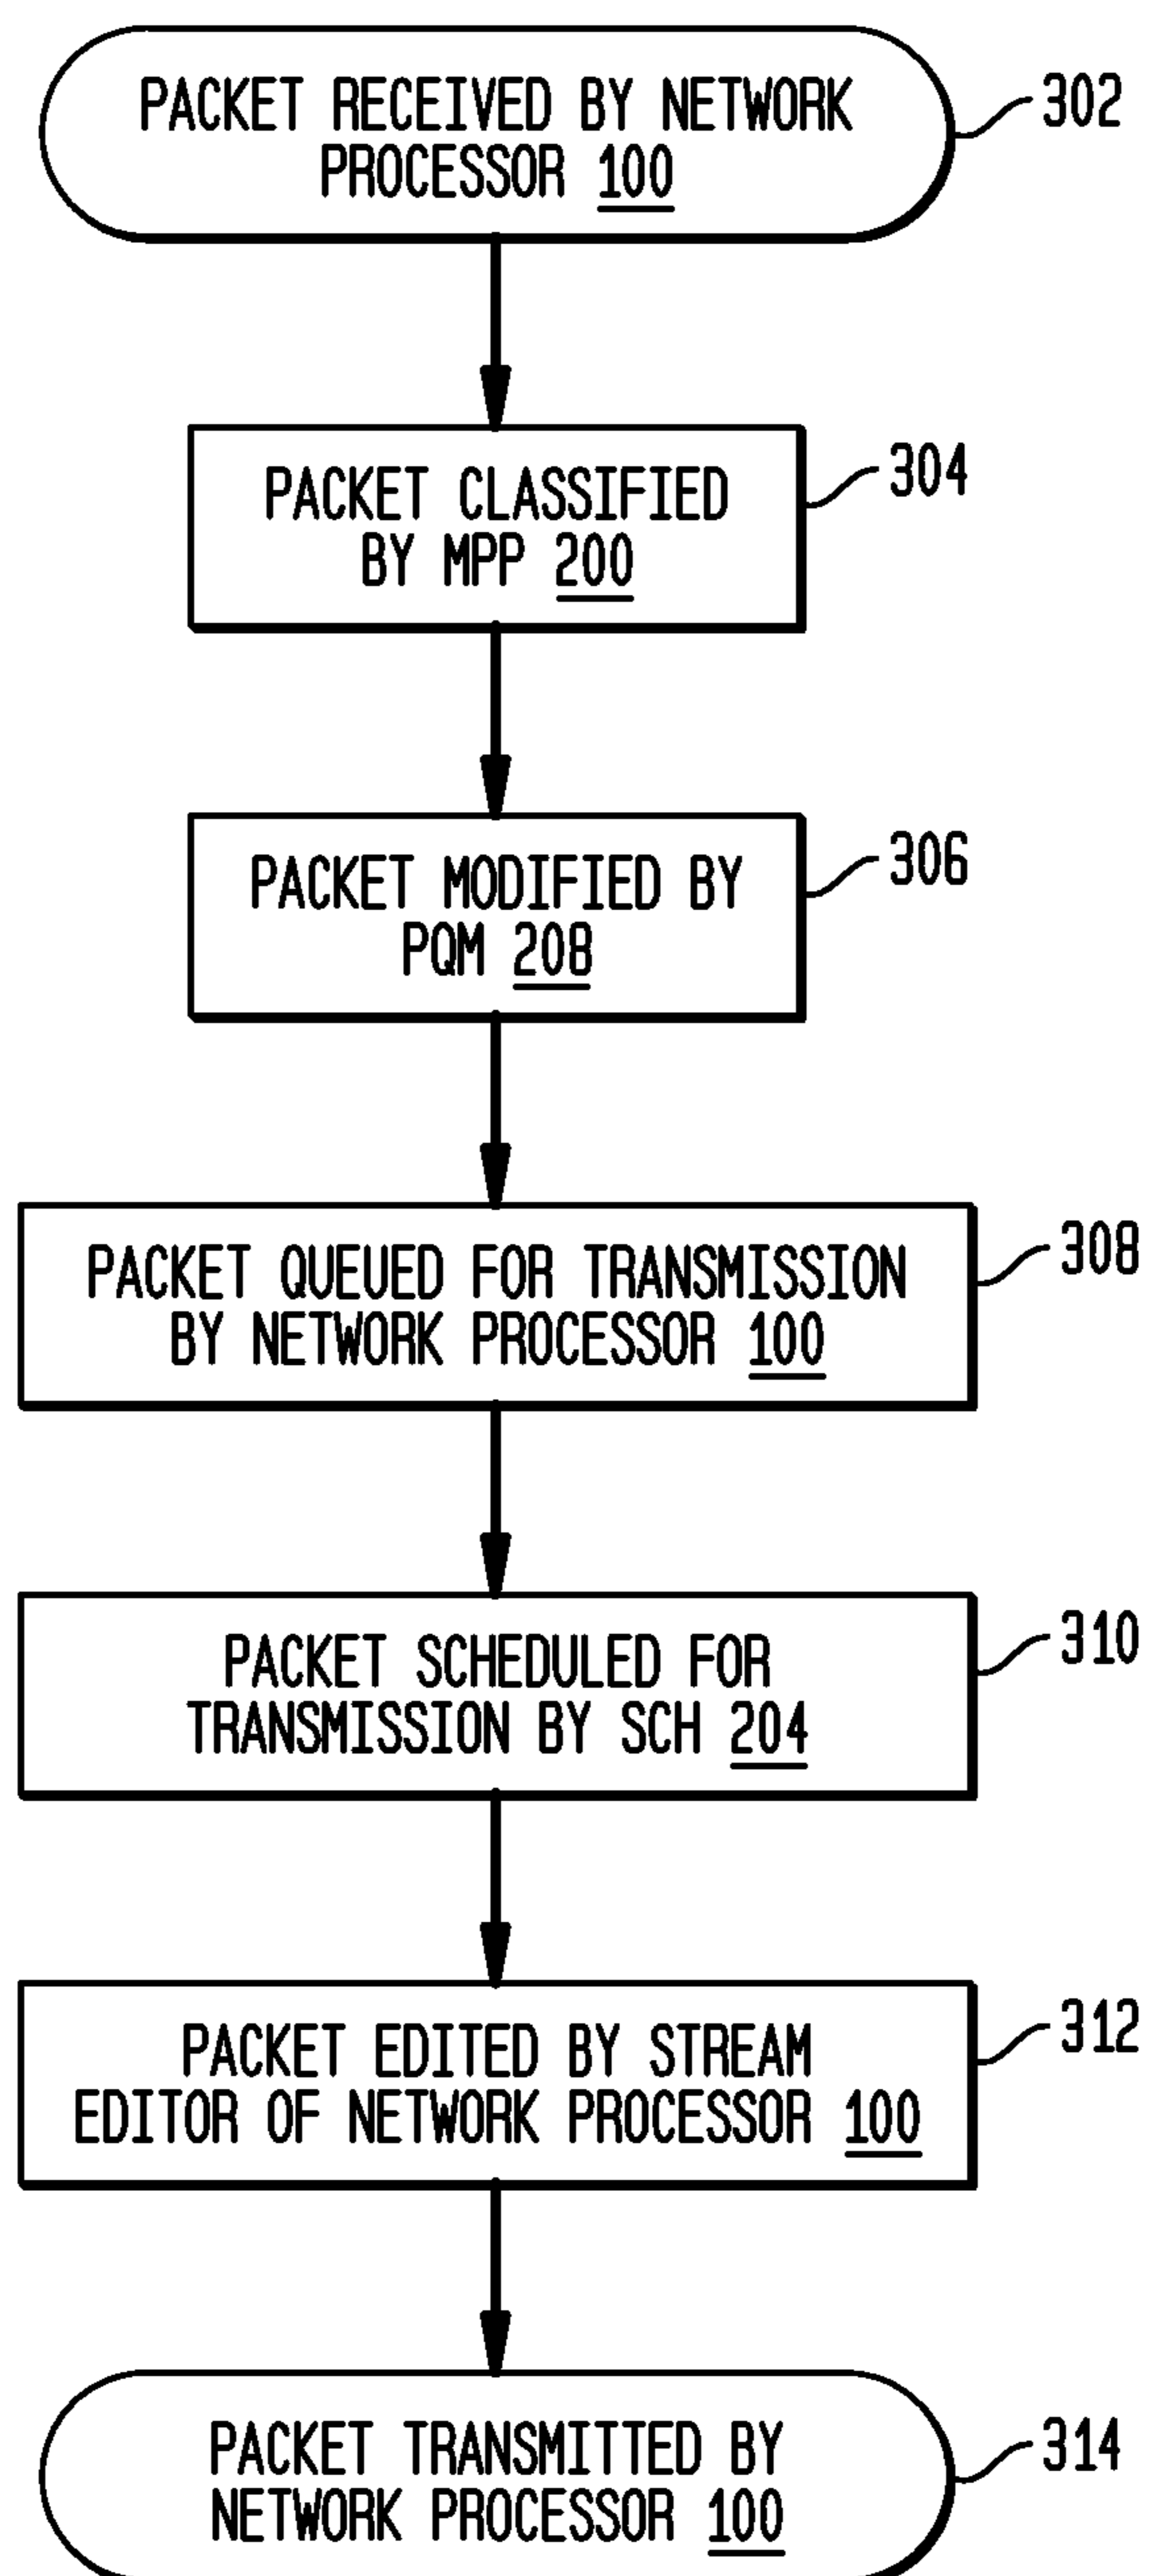 PACKET RECEIVED BY NETWORK
PROCESSOR 100
302
PACKET CLASSIFIED
BY MPP 200
304
PACKET MODIFIED BY
PQM 208
306
PACKET QUEUED FOR TRANSMISSION
BY NETWORK PROCESSOR 100
308
PACKET SCHEDULED FOR
TRANSMISSION BY SCH 204
310
PACKET EDITED BY STREAM
EDITOR OF NETWORK PROCESSOR 100
312
PACKET TRANSMITTED BY
NETWORK PROCESSOR 100
314